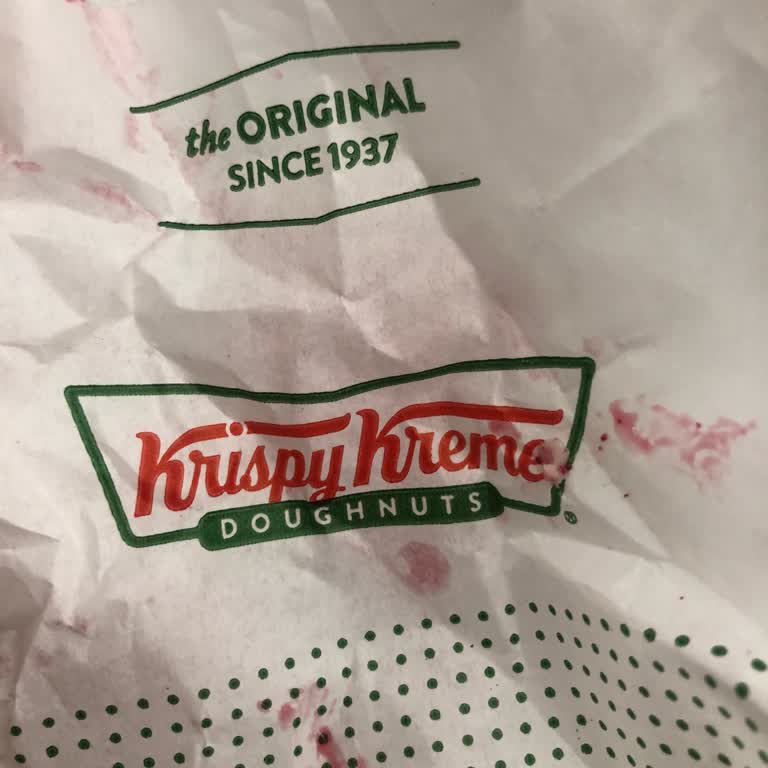 the ORIGINAL
SINCE 1937
Krispy Kreme
DOUGHNUTS
®